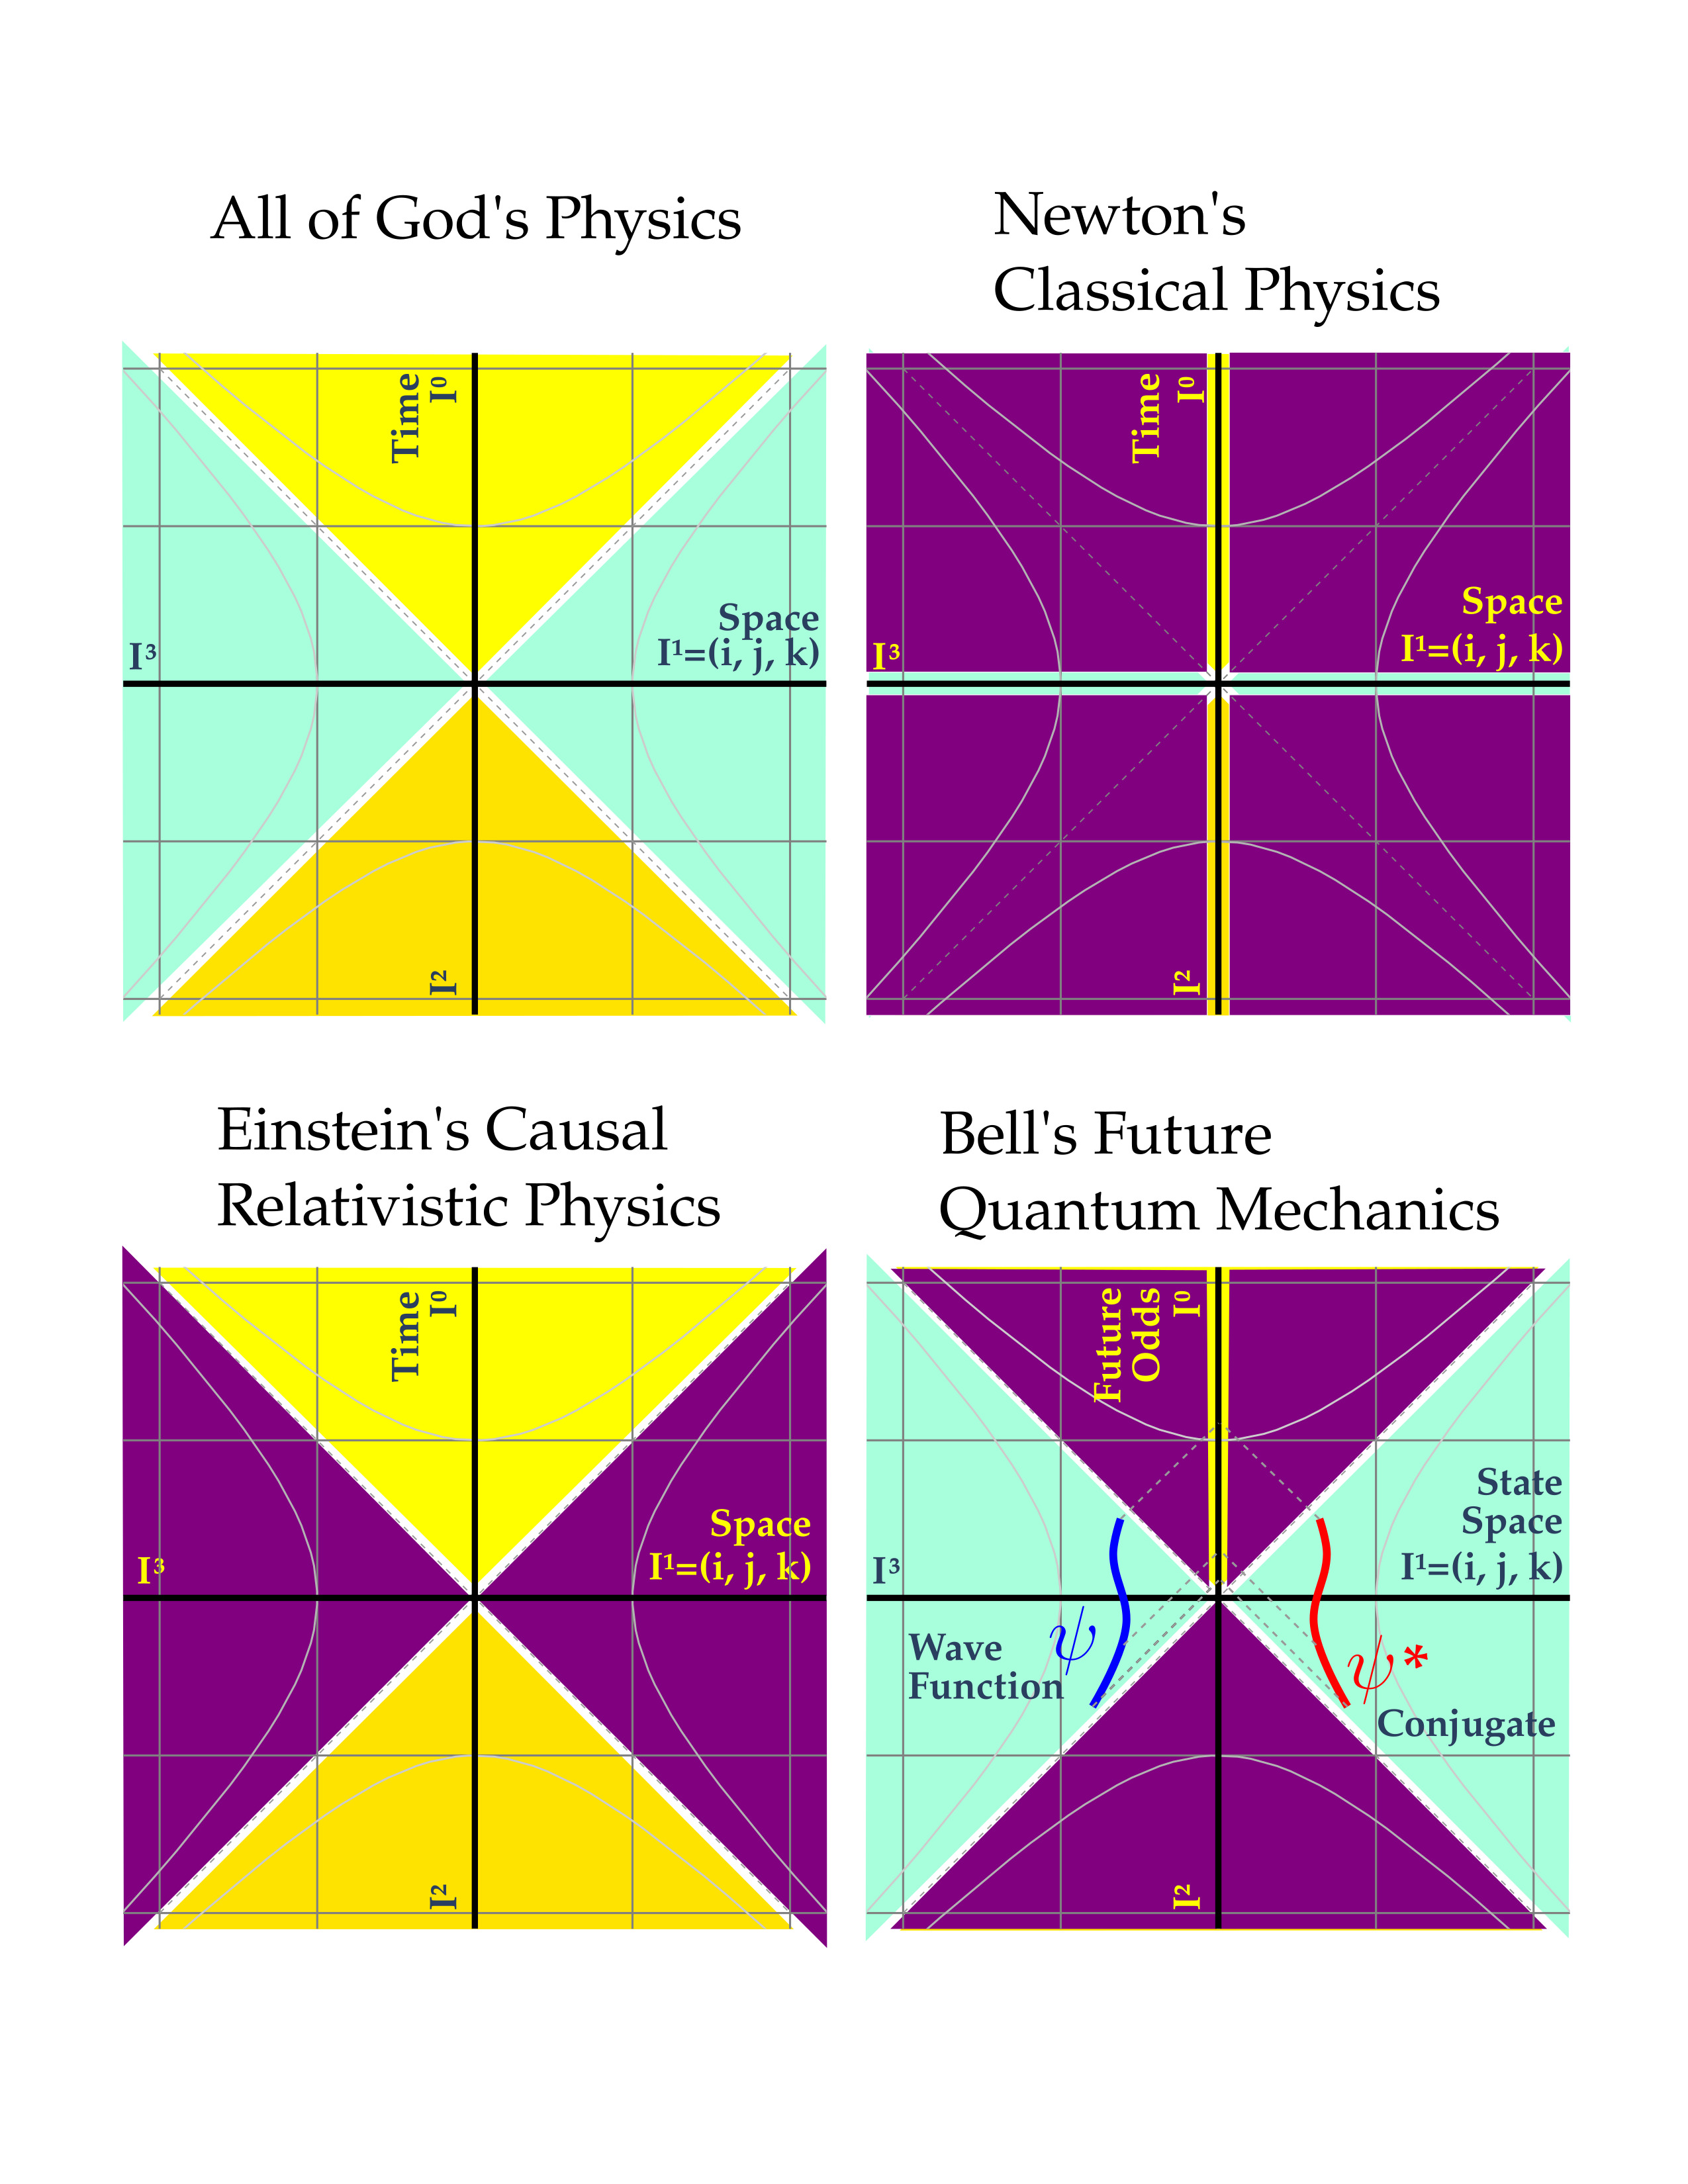 All of God's Physics
Time
I⁰
Space
I¹=(i, j, k)
I³
I²
Newton's
Classical Physics
Time
I⁰
Space
I¹=(i, j, k)
I³
I²
Einstein's Causal
Relativistic Physics
Time
I⁰
Space
I¹=(i, j, k)
I³
I²
Bell's Future
Quantum Mechanics
Future
Odds
I⁰
State
Space
I¹=(i, j, k)
I³
Wave
Function
ψ
ψ*
Conjugate
I²